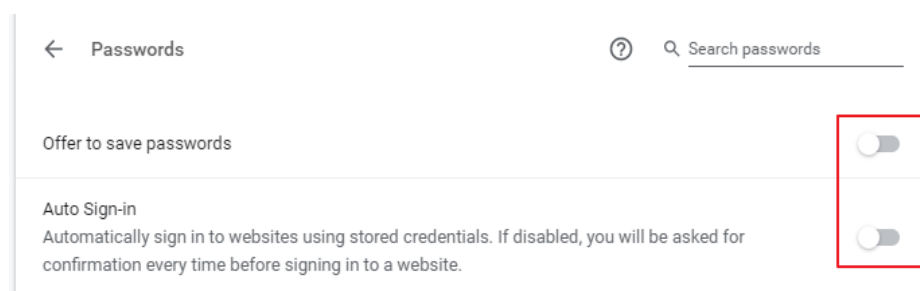 Passwords
Search passwords
Offer to save passwords
Auto Sign-in
Automatically sign in to websites using stored credentials. If disabled, you will be asked for
confirmation every time before signing in to a website.